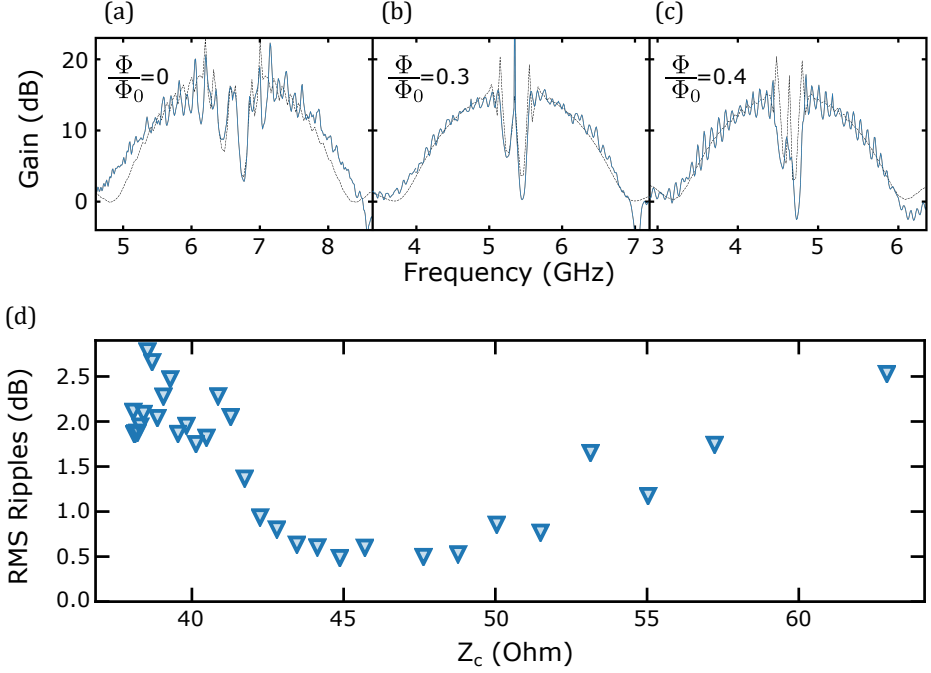 (a) (b) (c)
Gain (dB)
20
10
0
Φ/Φ0=0
Φ/Φ0=0.3
Φ/Φ0=0.4
5 6 7 8 4 5 6 7 3 4 5 6
Frequency (GHz)
(d)
RMS Ripples (dB)
2.5
2.0
1.5
1.0
0.5
0.0
40 45 50 55 60
Zc (Ohm)